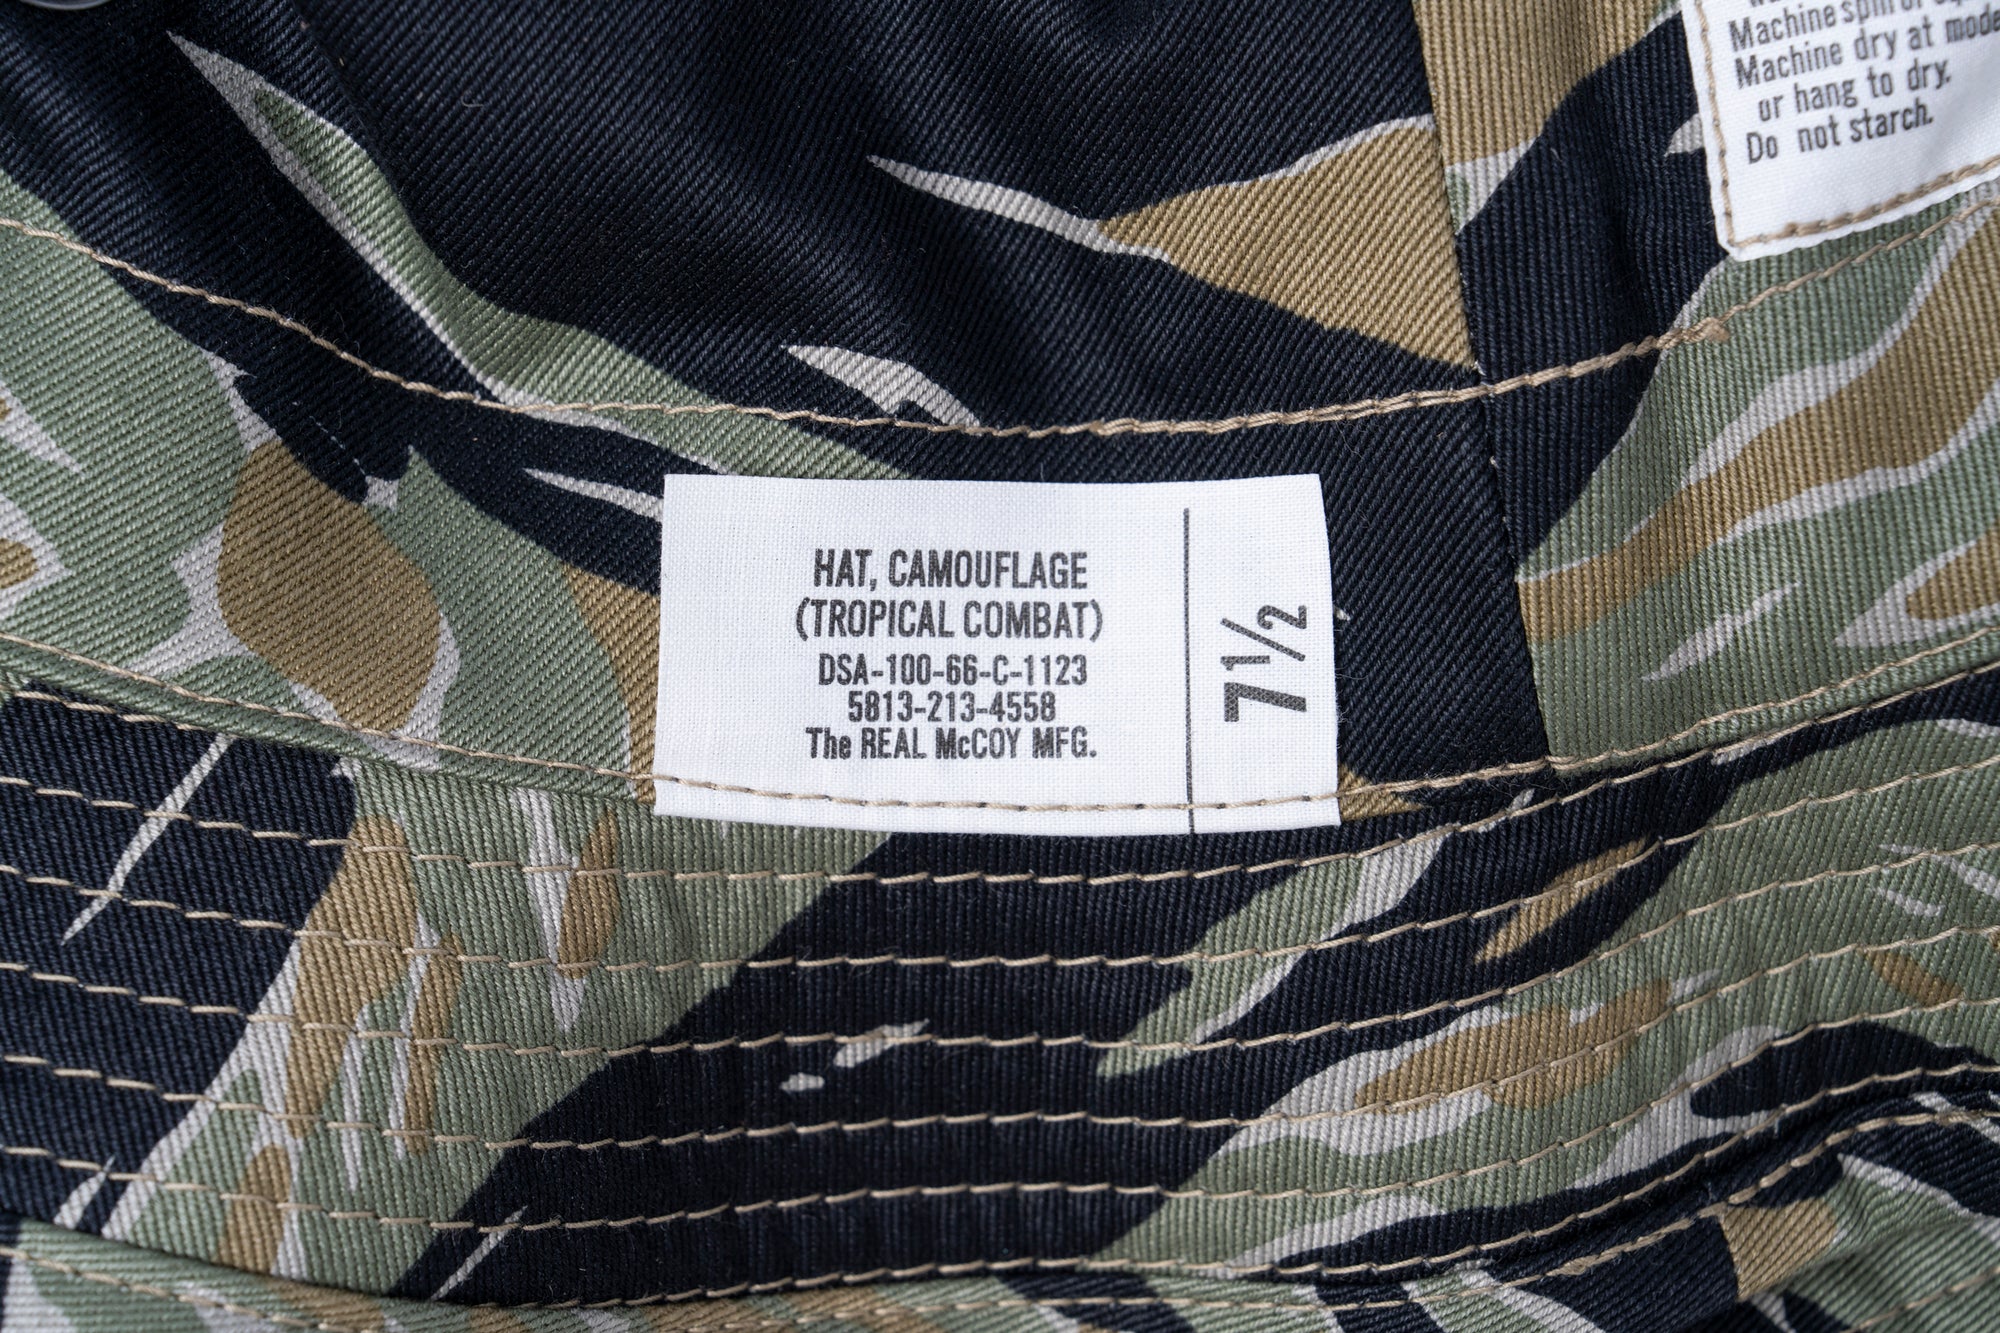 HAT, CAMOUFLAGE
(TROPICAL COMBAT)
DSA-100-66-C-1123
5813-213-4558
The REAL McCOY MFG.
7½
Machine spin or
Machine dry at
or hang to dry.
Do not starch.